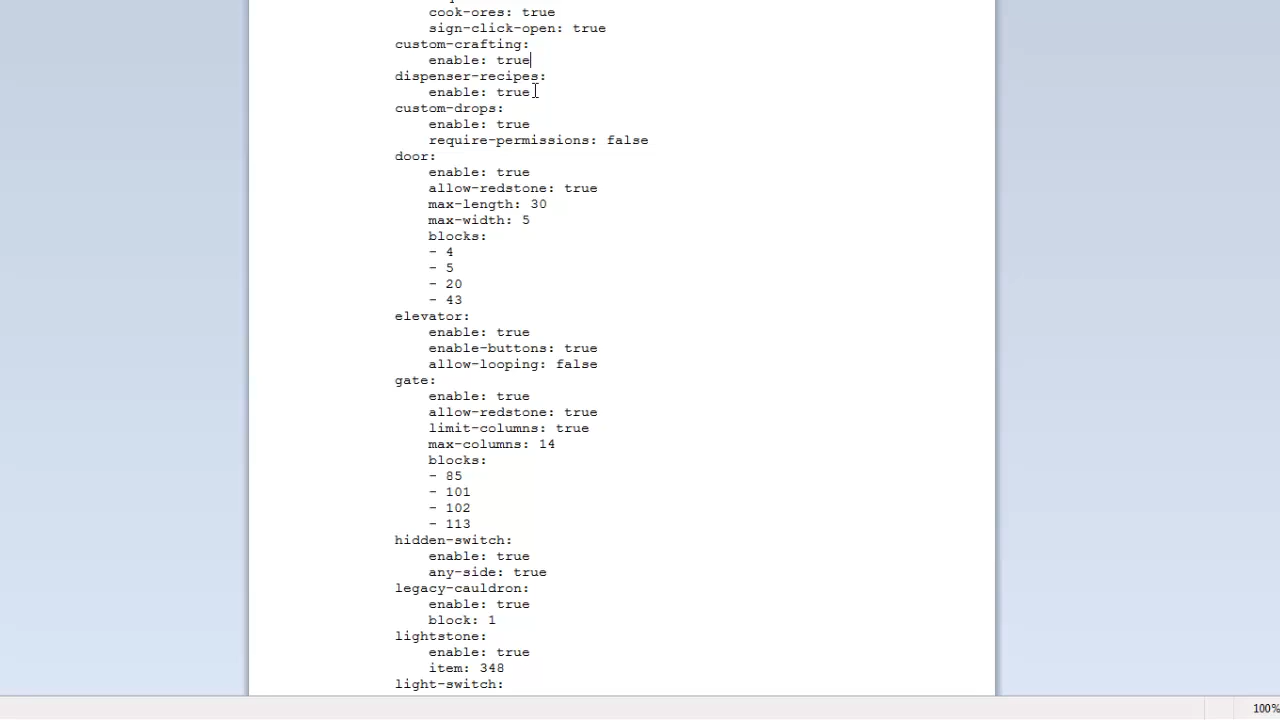 cook-ores: true
sign-click-open: true
custom-crafting:
enable: true
dispenser-recipes:
enable: true
custom-drops:
enable: true
require-permissions: false
door:
enable: true
allow-redstone: true
max-length: 30
max-width: 5
blocks:
- 4
- 5
- 20
- 43
elevator:
enable: true
enable-buttons: true
allow-looping: false
gate:
enable: true
allow-redstone: true
limit-columns: true
max-columns: 14
blocks:
- 85
- 101
- 102
- 113
hidden-switch:
enable: true
any-side: true
legacy-cauldron:
enable: true
block: 1
lightstone:
enable: true
item: 348
light-switch:
100%